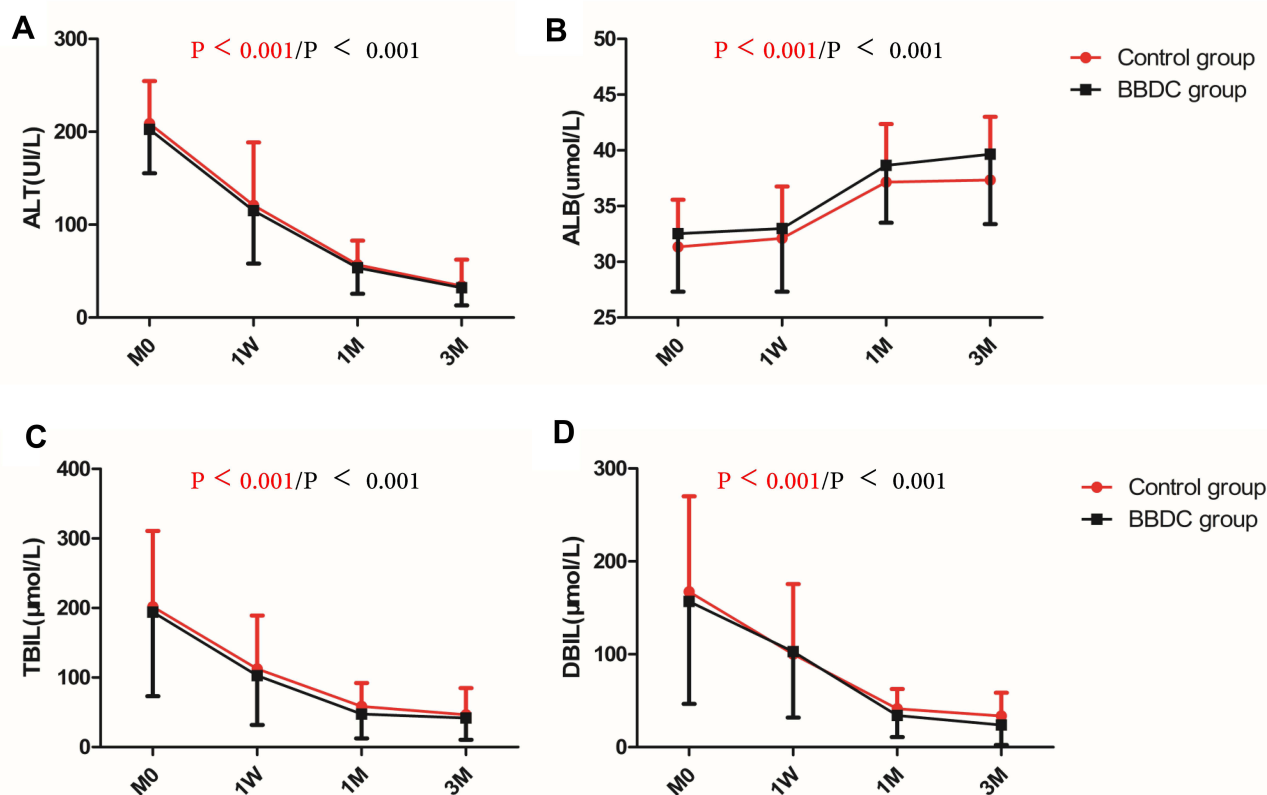 A
P < 0.001/P < 0.001
300
200
100
0
ALT(UI/L)
M0
1W
1M
3M
B
P < 0.001/P < 0.001
50
45
40
35
30
25
ALB(umol/L)
M0
1W
1M
3M
Control group
BBDC group
C
P < 0.001/P < 0.001
400
300
200
100
0
TBIL(μmol/L)
M0
1W
1M
3M
D
P < 0.001/P < 0.001
300
200
100
0
DBIL(μmol/L)
M0
1W
1M
3M
Control group
BBDC group